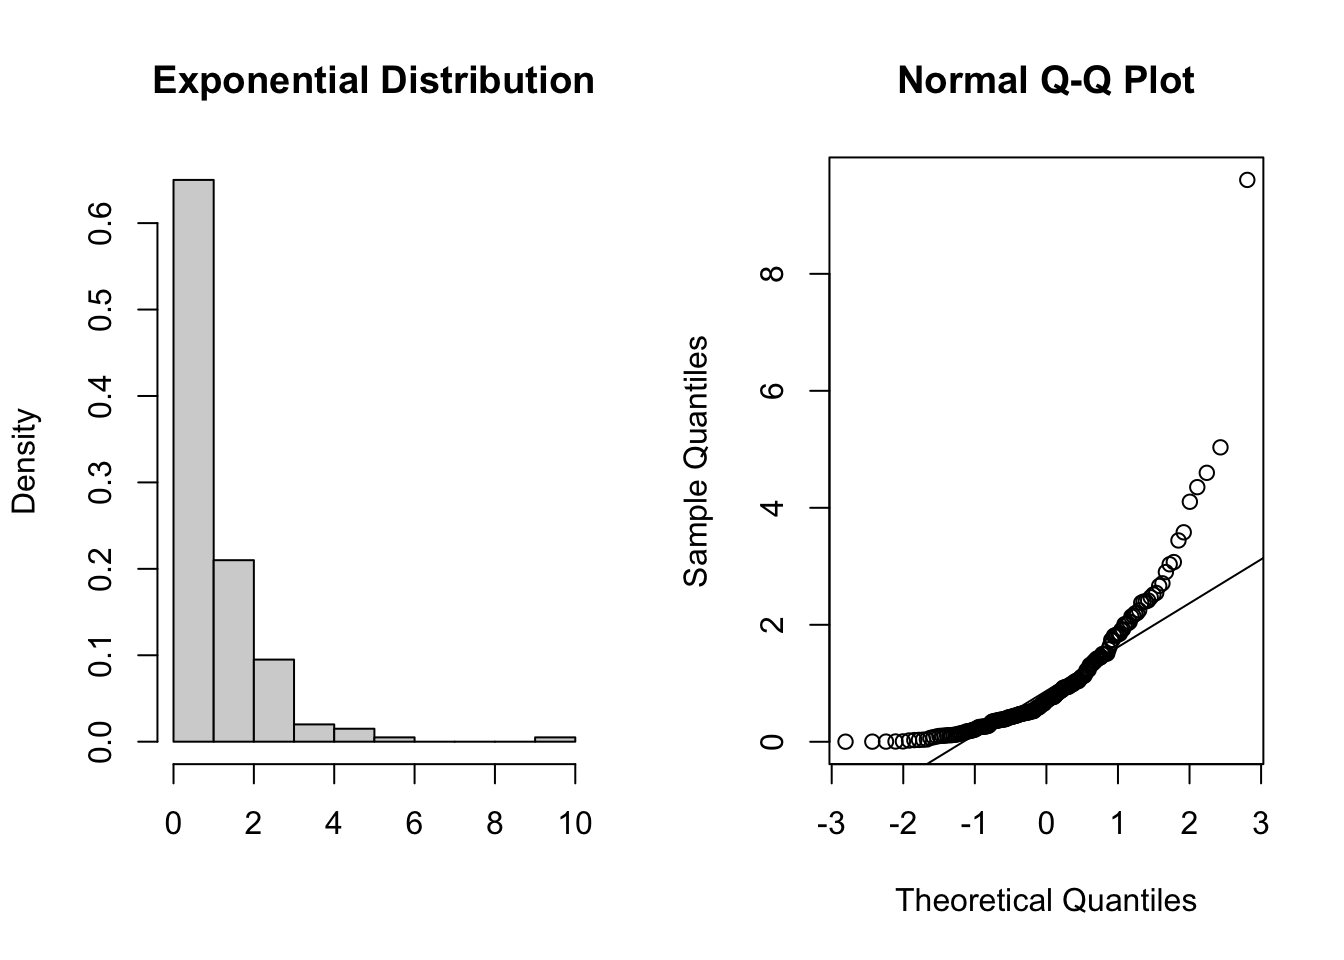 Exponential Distribution
Density
0.0 0.1 0.2 0.3 0.4 0.5 0.6
0 2 4 6 8 10
Normal Q-Q Plot
Sample Quantiles
0 2 4 6 8
-3 -2 -1 0 1 2 3
Theoretical Quantiles